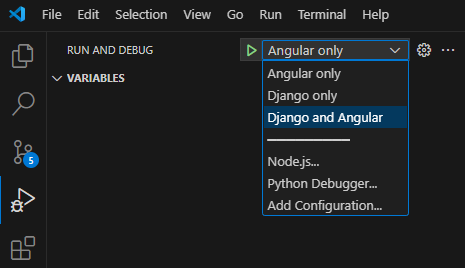 File Edit Selection View Go Run Terminal Help
RUN AND DEBUG
Angular only
VARIABLES
Angular only
Django only
Django and Angular
Node.js...
Python Debugger...
Add Configuration...
5